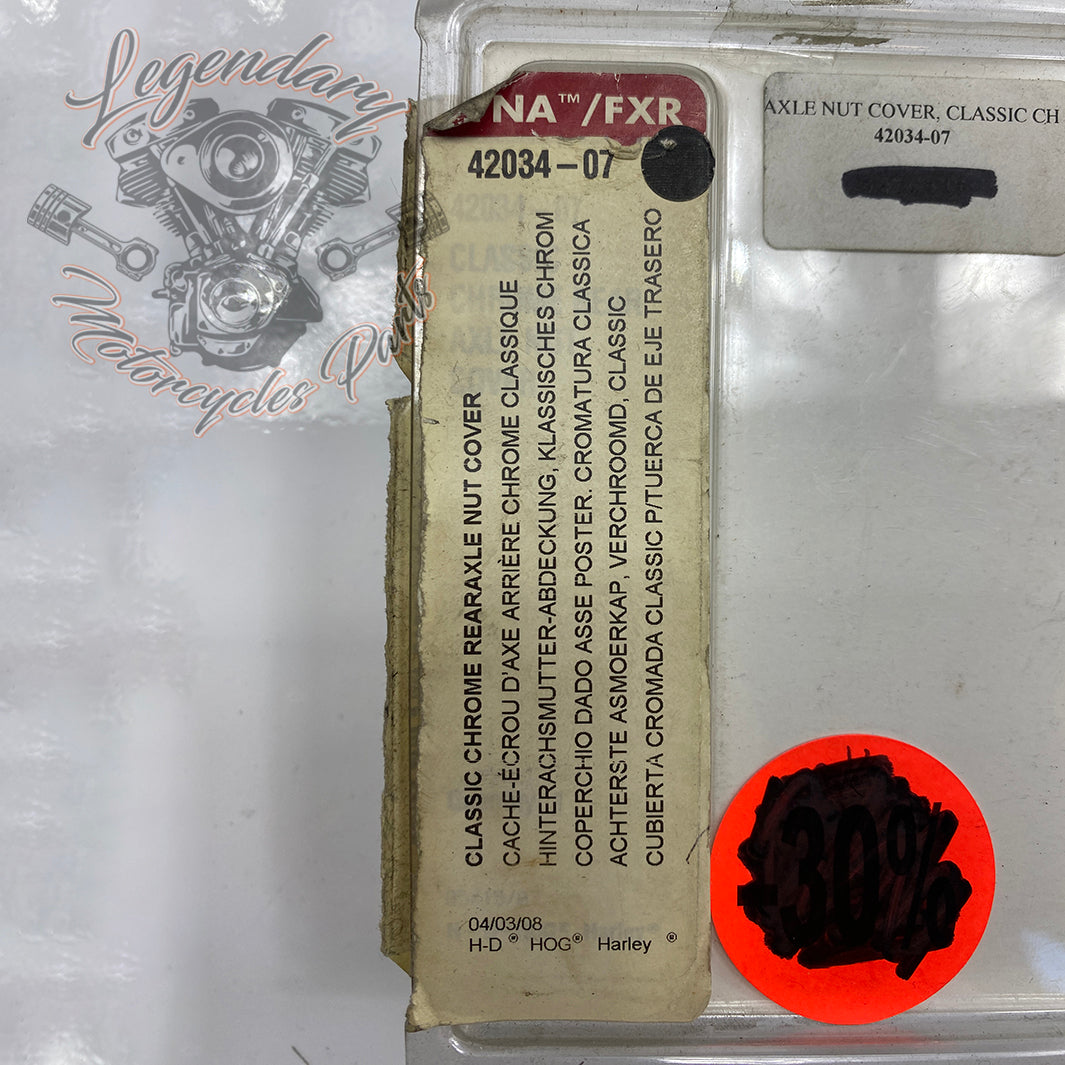 Legendary
Motorcycles Parts
NA™/FXR
42034-07
CLASSIC CHROME REARAXLE NUT COVER
CACHE-ÉCROU D'AXE ARRIÈRE CHROME CLASSIQUE
HINTERACHSMUTTER-ABDECKUNG, KLASSISCHES CHROM
COPERCHIO DADO ASSE POSTER. CROMATURA CLASSICA
ACHTERSTE ASMOERKAP, VERCHROOMD, CLASSIC
CUBIERTA CROMADA CLASSIC P/TUERCA DE EJE TRASERO
04/03/08
H-D® HOG® Harley®
AXLE NUT COVER, CLASSIC CH
42034-07
-30%